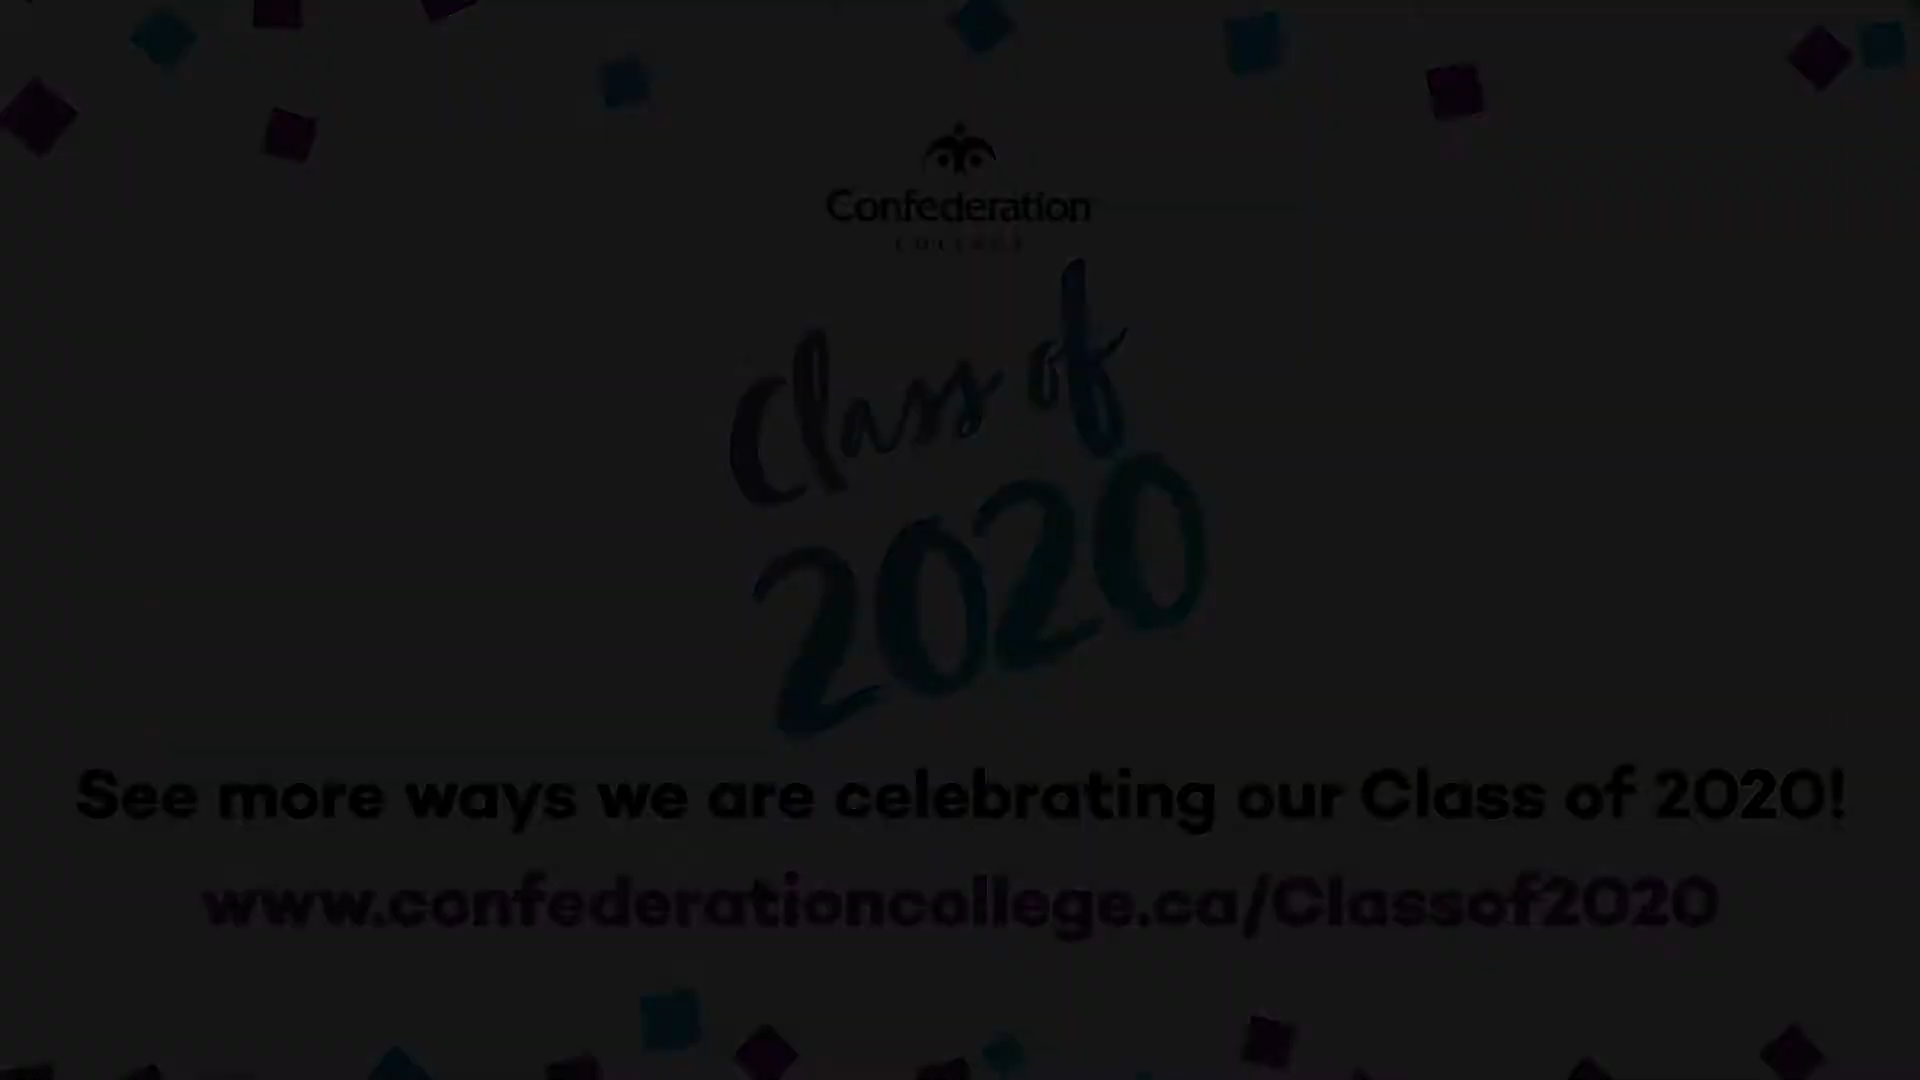 Confederation
COLLEGE
Class of
2020
See more ways we are celebrating our Class of 2020!
www.confederationcollege.ca/Classof2020